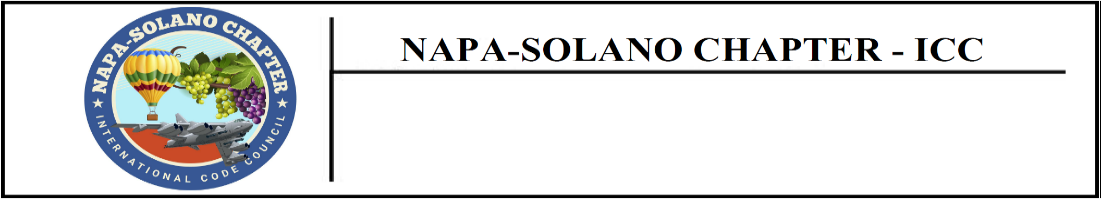 NAPA-SOLANO CHAPTER
★ INTERNATIONAL CODE COUNCIL ★
NAPA-SOLANO CHAPTER - ICC